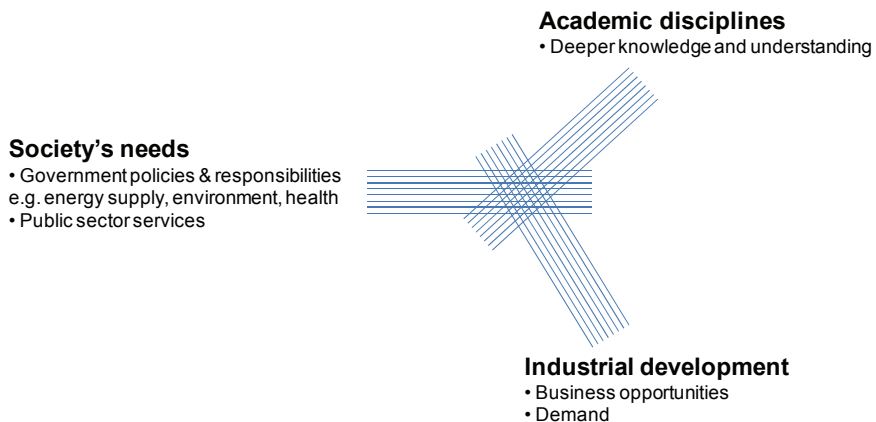 Academic disciplines
• Deeper knowledge and understanding
Society's needs
• Government policies & responsibilities
e.g. energy supply, environment, health
• Public sector services
Industrial development
• Business opportunities
• Demand